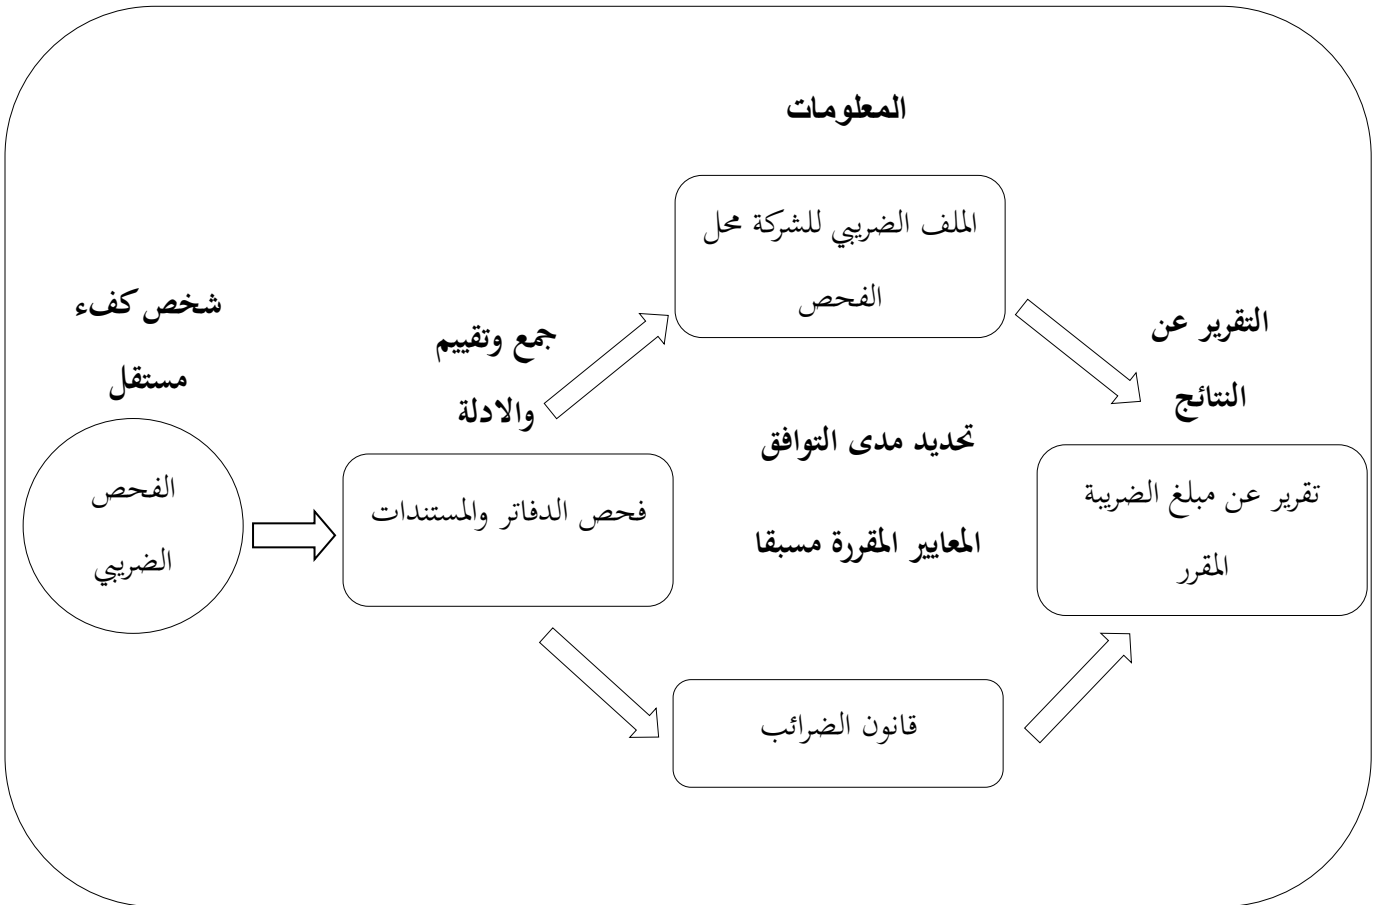 المعلومات
الملف الضريبي للشركة محل
الفحص
شخص كفء
مستقل
جمع وتقييم
والادلة
التقرير عن
النتائج
تحديد مدى التوافق
المعايير المقررة مسبقا
الفحص
الضريبي
فحص الدفاتر والمستندات
تقرير عن مبلغ الضريبة
المقرر
قانون الضرائب